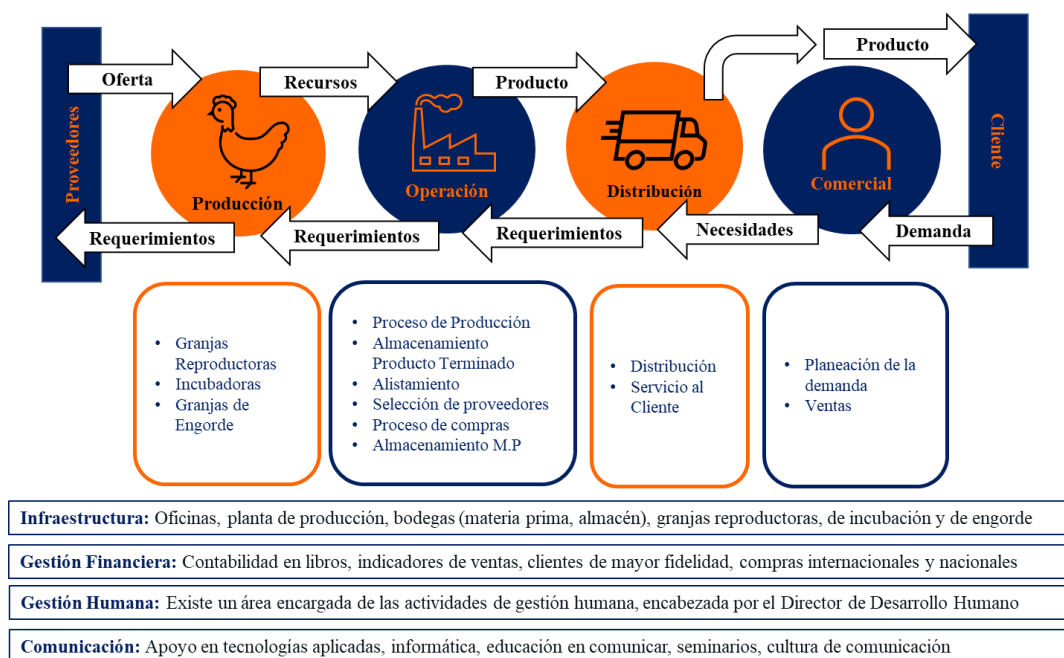 Proveedores
Oferta
Recursos
Producto
Producto
Cliente
Producción
Operación
Distribución
Comercial
Requerimientos
Requerimientos
Requerimientos
Necesidades
Demanda
• Granjas
Reproductoras
• Incubadoras
• Granjas de
Engorde
• Proceso de Producción
• Almacenamiento
Producto Terminado
• Alistamiento
• Selección de proveedores
• Proceso de compras
• Almacenamiento M.P
• Distribución
• Servicio al
Cliente
• Planeación de la
demanda
• Ventas
Infraestructura: Oficinas, planta de producción, bodegas (materia prima, almacén), granjas reproductoras, de incubación y de engorde
Gestión Financiera: Contabilidad en libros, indicadores de ventas, clientes de mayor fidelidad, compras internacionales y nacionales
Gestión Humana: Existe un área encargada de las actividades de gestión humana, encabezada por el Director de Desarrollo Humano
Comunicación: Apoyo en tecnologías aplicadas, informática, educación en comunicar, seminarios, cultura de comunicación